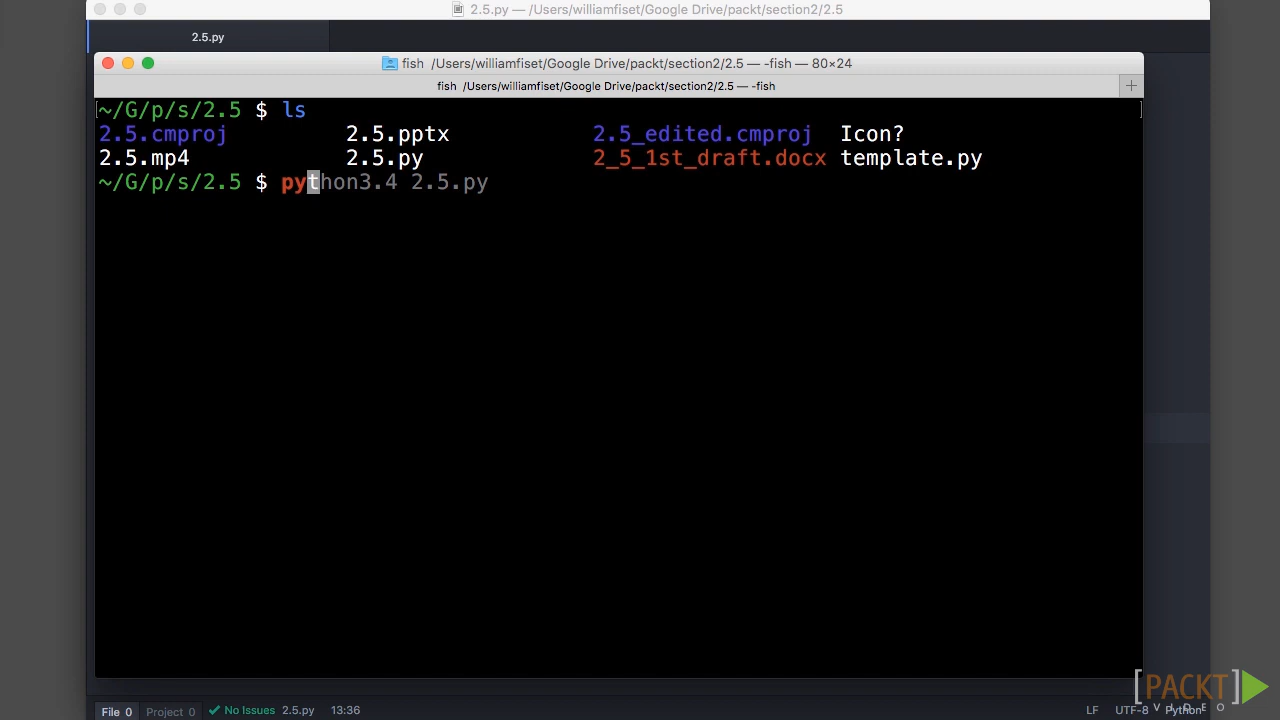 2.5.py — /Users/williamfiset/Google Drive/packt/section2/2.5
2.5.py
fish /Users/williamfiset/Google Drive/packt/section2/2.5 — -fish — 80×24
fish /Users/williamfiset/Google Drive/packt/section2/2.5 — -fish
+
~/G/p/s/2.5 $ ls
2.5.cmproj 2.5.pptx 2.5_edited.cmproj Icon?
2.5.mp4 2.5.py 2_5_1st_draft.docx template.py
~/G/p/s/2.5 $ python3.4 2.5.py
[PACKT]
VIDEO
File 0 Project 0 No Issues 2.5.py 13:36 LF UTF-8 Python